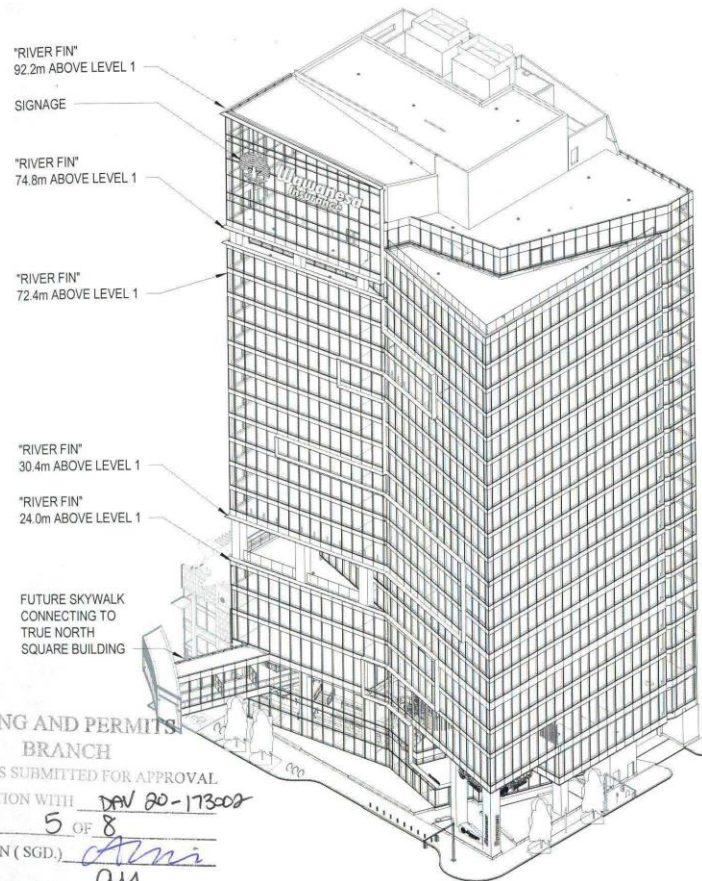 "RIVER FIN"
92.2m ABOVE LEVEL 1
SIGNAGE
"RIVER FIN"
74.8m ABOVE LEVEL 1
Wawanesa
Insurance
"RIVER FIN"
72.4m ABOVE LEVEL 1
"RIVER FIN"
30.4m ABOVE LEVEL 1
"RIVER FIN"
24.0m ABOVE LEVEL 1
FUTURE SKYWALK
CONNECTING TO
TRUE NORTH
SQUARE BUILDING
NG AND PERMITS
BRANCH
S SUBMITTED FOR APPROVAL
TION WITH DAV 20-173002
5 OF 8
N ( SGD.)